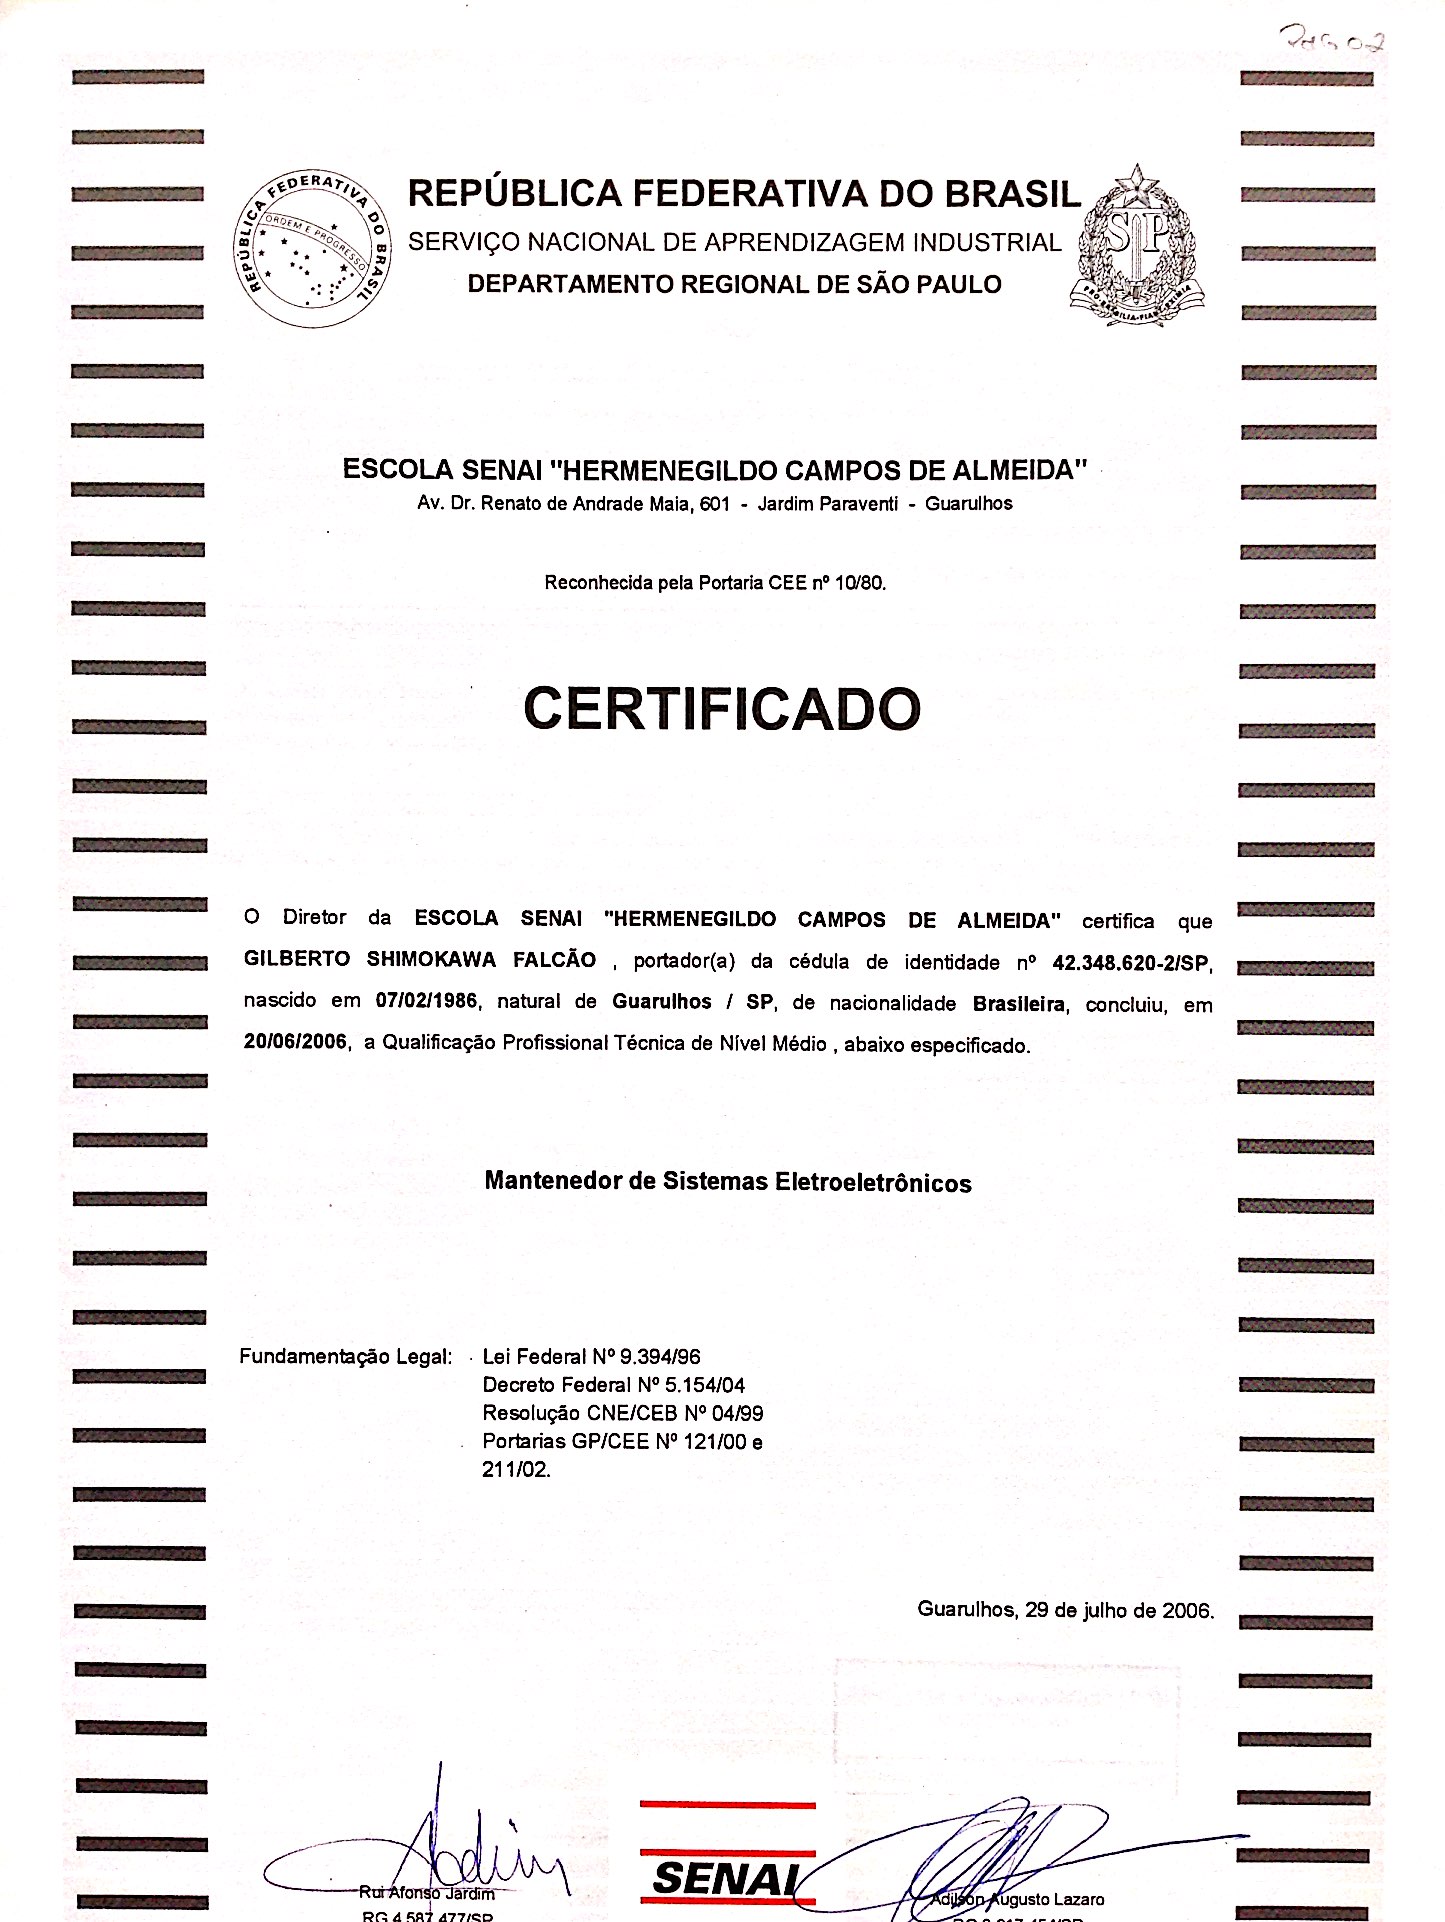 Pág 02
REPÚBLICA FEDERATIVA DO BRASIL
ORDEM E PROGRESSO
REPÚBLICA FEDERATIVA DO BRASIL
SERVIÇO NACIONAL DE APRENDIZAGEM INDUSTRIAL
DEPARTAMENTO REGIONAL DE SÃO PAULO
SP
ESCOLA SENAI "HERMENEGILDO CAMPOS DE ALMEIDA"
Av. Dr. Renato de Andrade Maia, 601 - Jardim Paraventi - Guarulhos
Reconhecida pela Portaria CEE nº 10/80.
CERTIFICADO
O Diretor da ESCOLA SENAI "HERMENEGILDO CAMPOS DE ALMEIDA" certifica que
GILBERTO SHIMOKAWA FALCÃO , portador(a) da cédula de identidade nº 42.348.620-2/SP,
nascido em 07/02/1986, natural de Guarulhos / SP, de nacionalidade Brasileira, concluiu, em
20/06/2006, a Qualificação Profissional Técnica de Nível Médio , abaixo especificado.
Mantenedor de Sistemas Eletroeletrônicos
Fundamentação Legal: Lei Federal Nº 9.394/96
Decreto Federal Nº 5.154/04
Resolução CNE/CEB Nº 04/99
Portarias GP/CEE Nº 121/00 e
211/02.
Guarulhos, 29 de julho de 2006.
SENAI
Rui Afonso Jardim
Adilson Augusto Lazaro
RG 4.587.477/SP